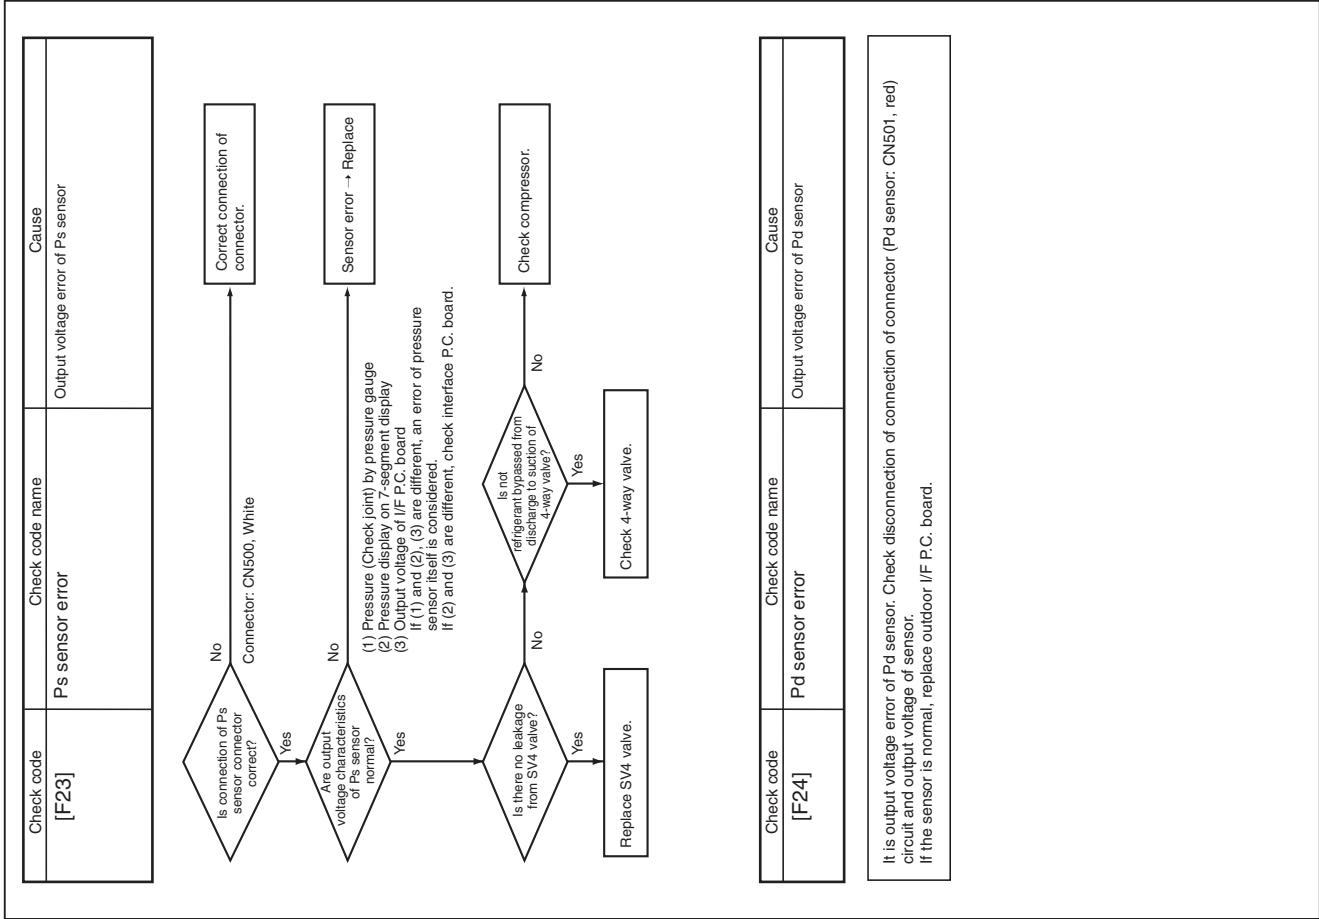 Check code
Check code name
Cause
[F23]
Ps sensor error
Output voltage error of Ps sensor
Is connection of Ps
sensor connector
correct?
No
Connector: CN500, White
Correct connection of
connector.
Yes
Are output
voltage characteristics
of Ps sensor
normal?
No
Sensor error → Replace
(1) Pressure (Check joint) by pressure gauge
(2) Pressure display on 7-segment display
(3) Output voltage of I/F P.C. board
If (1) and (2), (3) are different, an error of pressure
sensor itself is considered.
If (2) and (3) are different, check interface P.C. board.
Yes
Is there no leakage
from SV4 valve?
No
Is not
refrigerant bypassed from
discharge to suction of
4-way valve?
No
Check compressor.
Yes
Replace SV4 valve.
Yes
Check 4-way valve.
Check code
Check code name
Cause
[F24]
Pd sensor error
Output voltage error of Pd sensor
It is output voltage error of Pd sensor. Check disconnection of connection of connector (Pd sensor: CN501, red)
circuit and output voltage of sensor.
If the sensor is normal, replace outdoor I/F P.C. board.